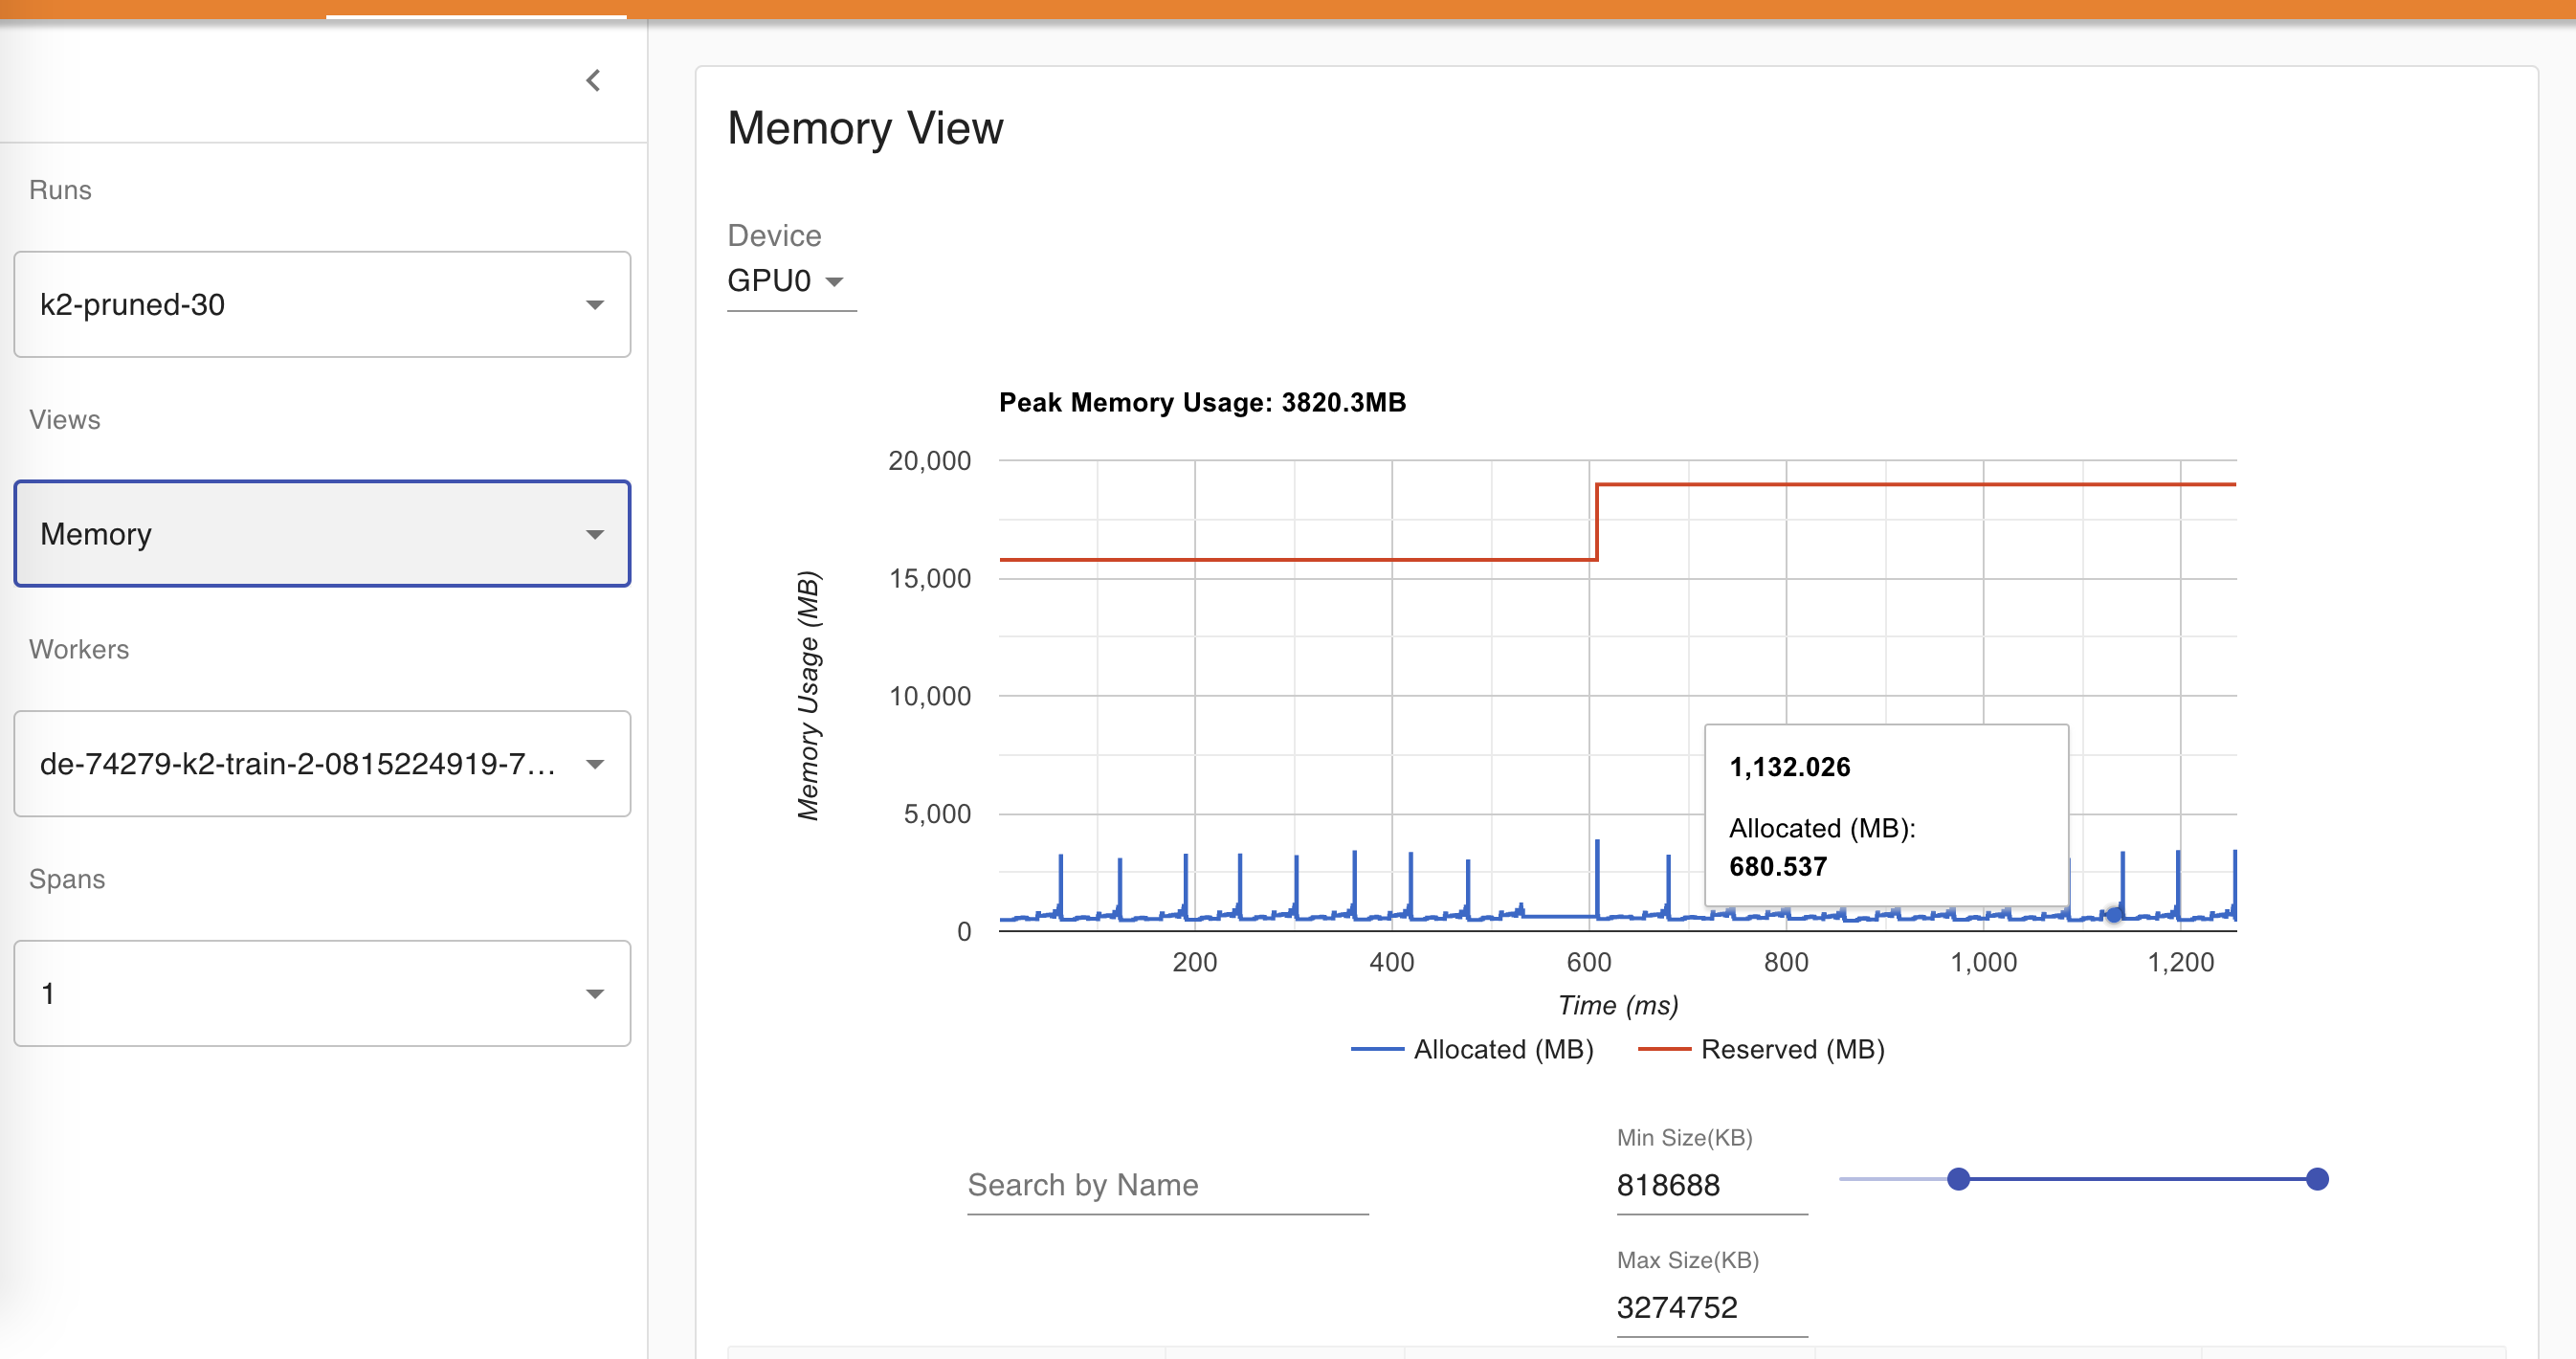 Runs
k2-pruned-30
Views
Memory
Workers
de-74279-k2-train-2-0815224919-7...
Spans
1
Memory View
Device
GPU0
Peak Memory Usage: 3820.3MB
Memory Usage (MB)
20,000
15,000
10,000
5,000
0
1,132.026
Allocated (MB):
680.537
200 400 600 800 1,000 1,200
Time (ms)
Allocated (MB) Reserved (MB)
Search by Name
Min Size(KB)
818688
Max Size(KB)
3274752